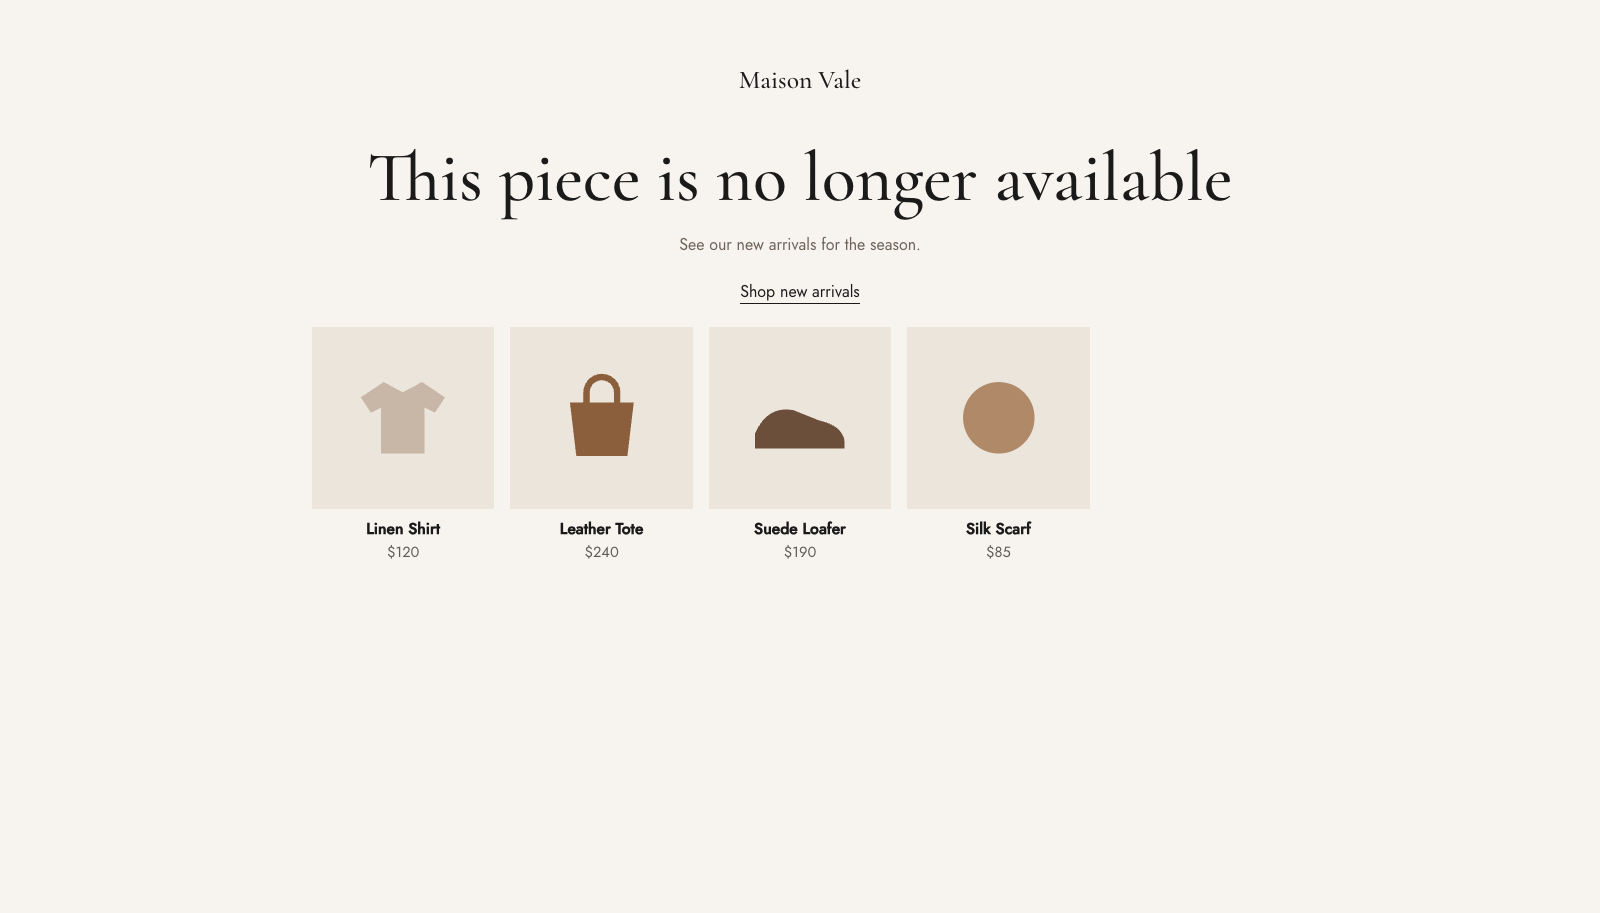 Maison Vale
This piece is no longer available
See our new arrivals for the season.
Shop new arrivals
Linen Shirt
$120
Leather Tote
$240
Suede Loafer
$190
Silk Scarf
$85